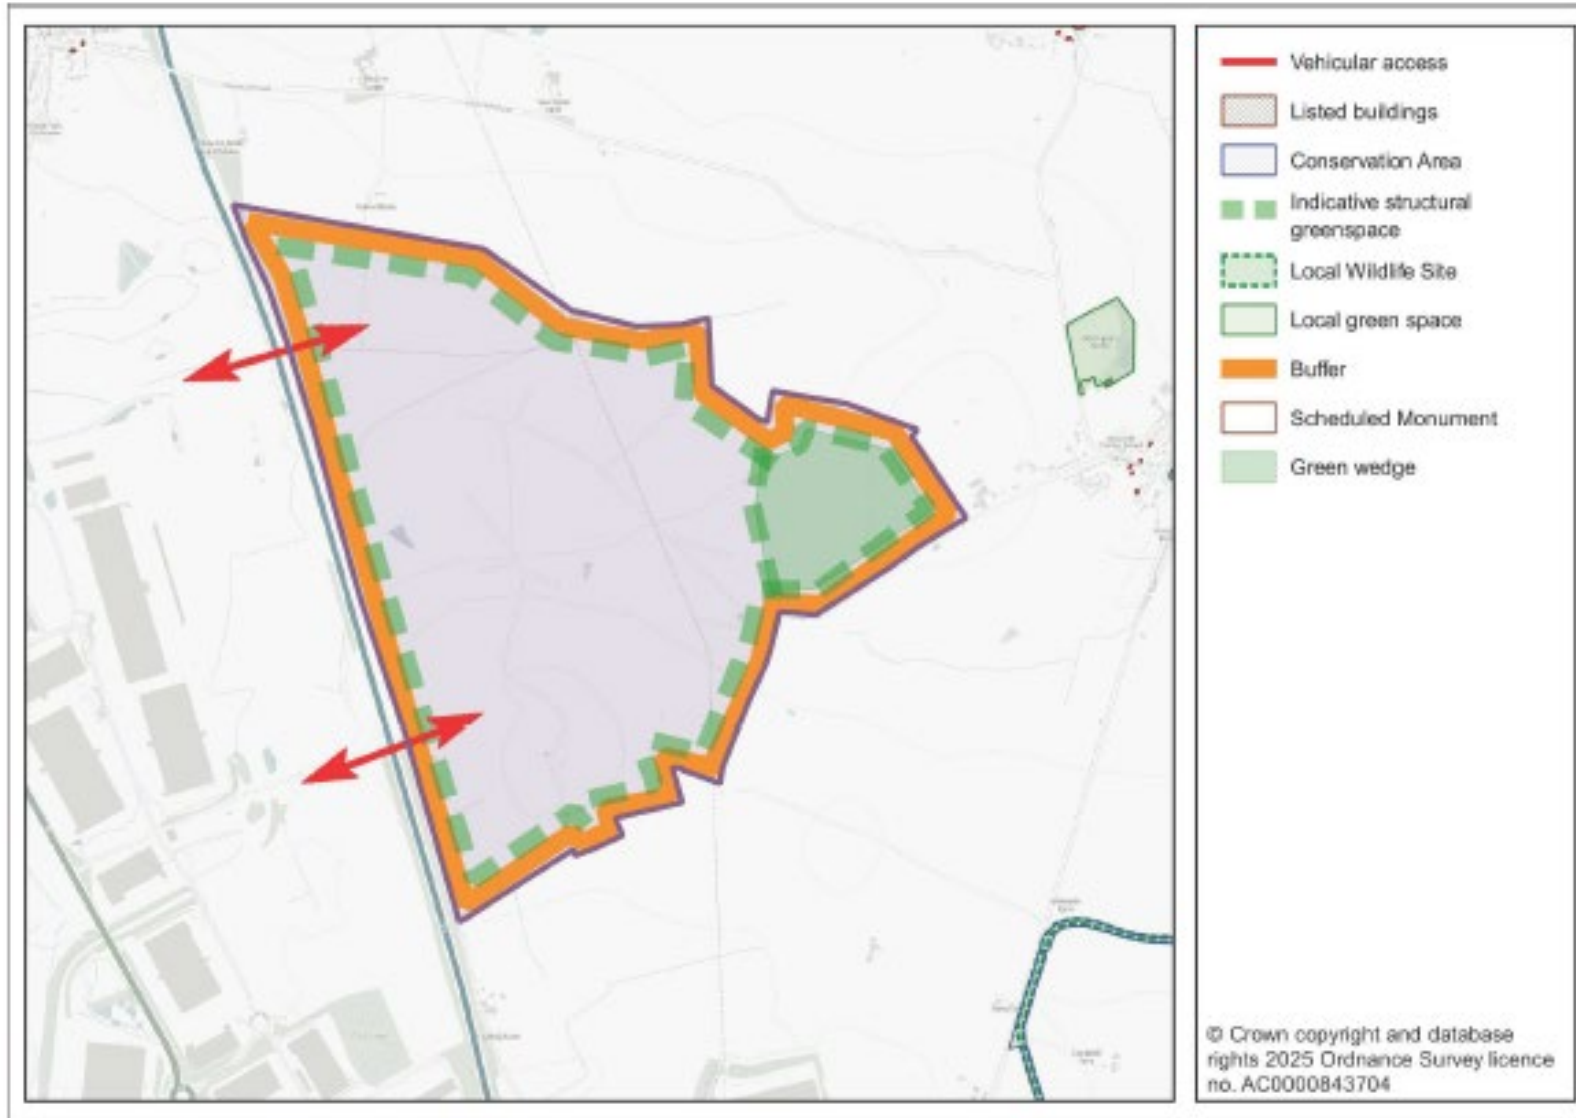 Vehicular access
Listed buildings
Conservation Area
Indicative structural
greenspace
Local Wildlife Site
Local green space
Buffer
Scheduled Monument
Green wedge
© Crown copyright and database
rights 2025 Ordnance Survey licence
no. AC0000843704